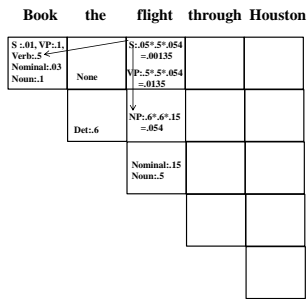 Book the flight through Houston
S :.01, VP:.1,
Verb:.5
Nominal:.03
Noun:.1
None
S:.05*.5*.054
=.00135
VP:.5*.5*.054
=.0135
Det:.6
NP:.6*.6*.15
=.054
Nominal:.15
Noun:.5